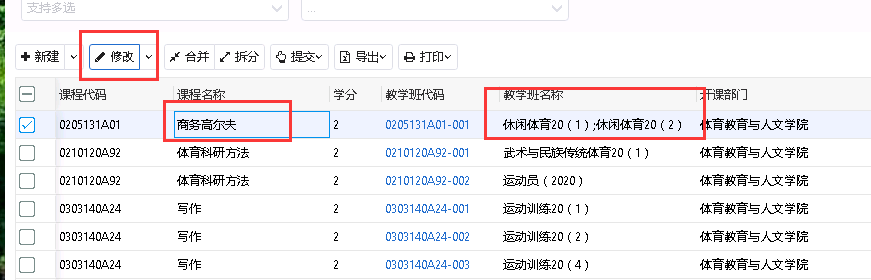 支持多选 ...
新建 修改 合并 拆分 提交 导出 打印
课程代码 课程名称 学分 教学班代码 教学班名称 开课部门
0205131A01 商务高尔夫 2 0205131A01-001 休闲体育20（1）;休闲体育20（2） 体育教育与人文学院
0210120A92 体育科研方法 2 0210120A92-001 武术与民族传统体育20（1） 体育教育与人文学院
0210120A92 体育科研方法 2 0210120A92-002 运动员（2020） 体育教育与人文学院
0303140A24 写作 2 0303140A24-001 运动训练20（1） 体育教育与人文学院
0303140A24 写作 2 0303140A24-002 运动训练20（2） 体育教育与人文学院
0303140A24 写作 2 0303140A24-003 运动训练20（4） 体育教育与人文学院